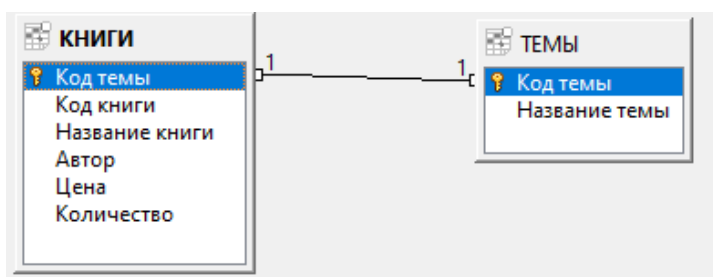 КНИГИ
Код темы
Код книги
Название книги
Автор
Цена
Количество
1
1
ТЕМЫ
Код темы
Название темы